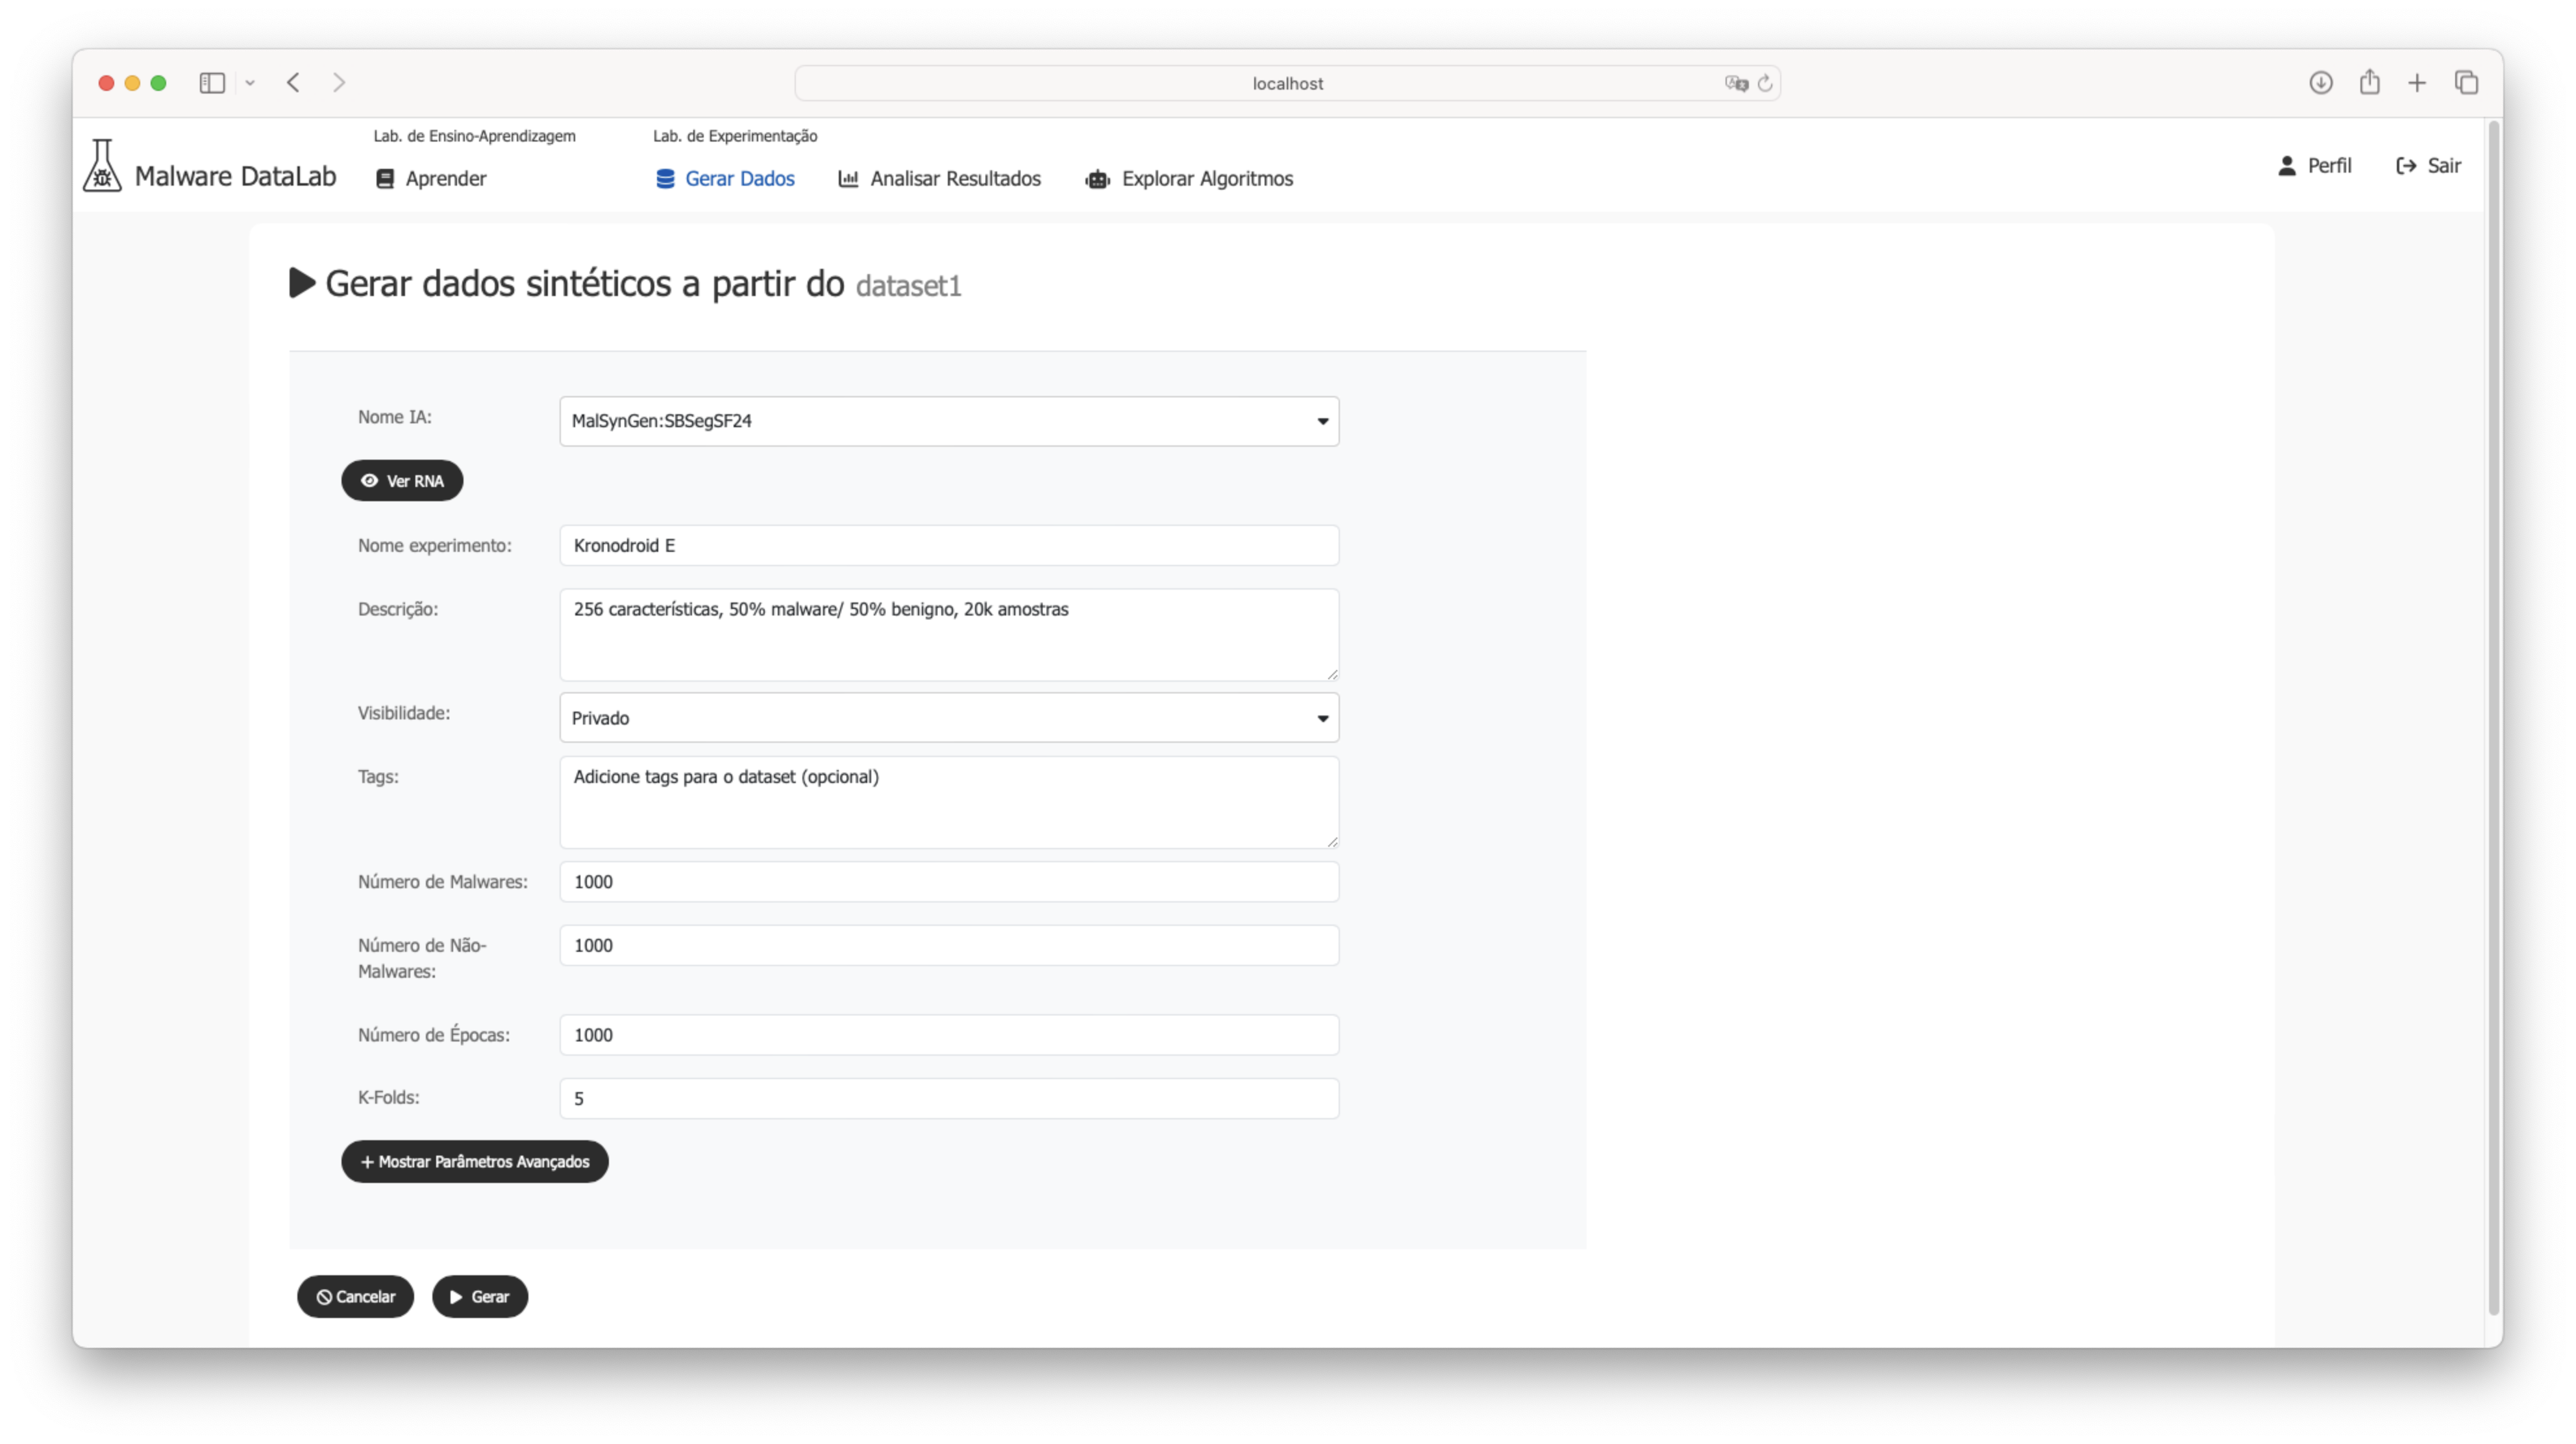 localhost
Lab. de Ensino-Aprendizagem
Lab. de Experimentação
Malware DataLab
Aprender
Gerar Dados
Analisar Resultados
Explorar Algoritmos
Perfil
Sair
Gerar dados sintéticos a partir do dataset1
Nome IA:
MalSynGen:SBSegSF24
Ver RNA
Nome experimento:
Kronodroid E
Descrição:
256 características, 50% malware/ 50% benigno, 20k amostras
Visibilidade:
Privado
Tags:
Adicione tags para o dataset (opcional)
Número de Malwares:
1000
Número de Não-
Malwares:
1000
Número de Épocas:
1000
K-Folds:
5
+ Mostrar Parâmetros Avançados
Cancelar
Gerar